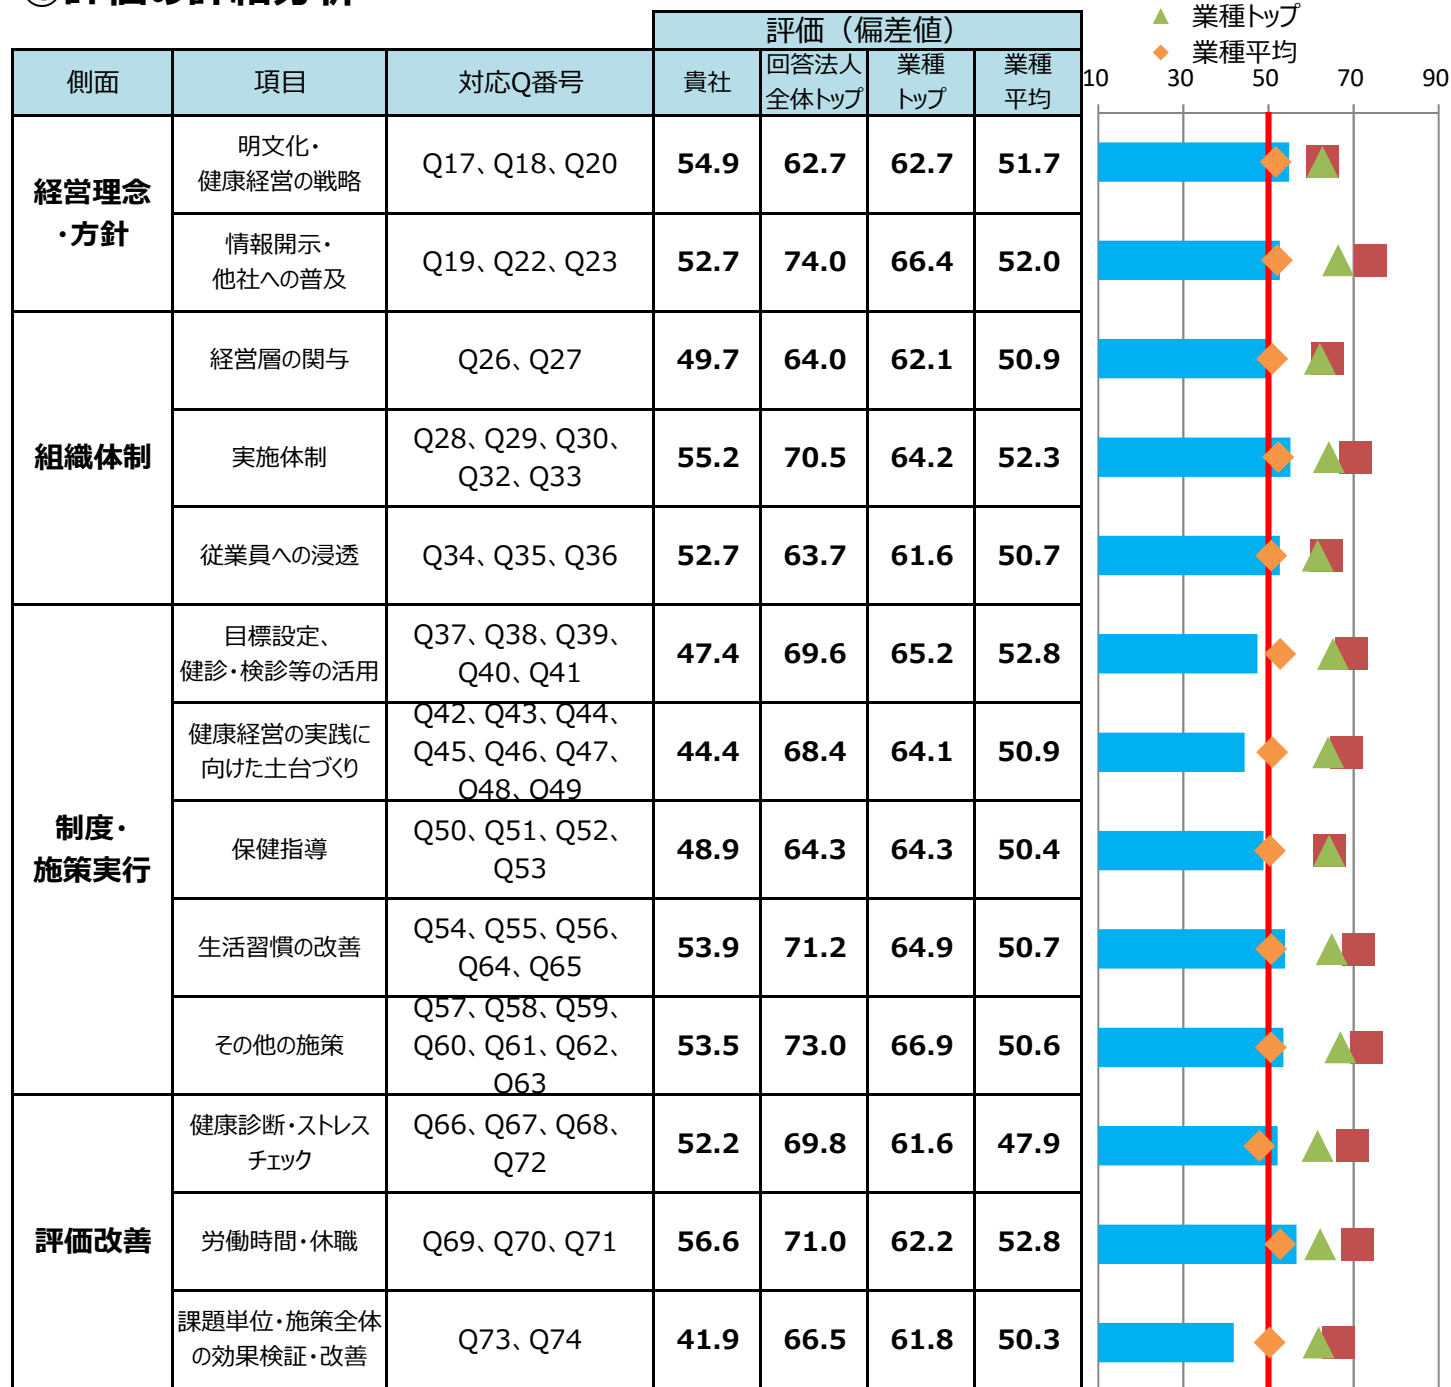 ▲ 業種トップ
◆ 業種平均
10 30 50 70 90
評価（偏差値）
側面 項目 対応Q番号 貴社 回答法人 業種 業種
全体トップ トップ 平均
経営理念
・方針
明文化・
健康経営の戦略
Q17、Q18、Q20 54.9 62.7 62.7 51.7
情報開示・
他社への普及
Q19、Q22、Q23 52.7 74.0 66.4 52.0
組織体制
経営層の関与 Q26、Q27 49.7 64.0 62.1 50.9
実施体制
Q28、Q29、Q30、
Q32、Q33
55.2 70.5 64.2 52.3
従業員への浸透 Q34、Q35、Q36 52.7 63.7 61.6 50.7
制度・
施策実行
目標設定、
健診・検診等の活用
Q37、Q38、Q39、
Q40、Q41
47.4 69.6 65.2 52.8
健康経営の実践に
向けた土台づくり
Q42、Q43、Q44、
Q45、Q46、Q47、
Q48、Q49
44.4 68.4 64.1 50.9
保健指導
Q50、Q51、Q52、
Q53
48.9 64.3 64.3 50.4
生活習慣の改善
Q54、Q55、Q56、
Q64、Q65
53.9 71.2 64.9 50.7
その他の施策
Q57、Q58、Q59、
Q60、Q61、Q62、
Q63
53.5 73.0 66.9 50.6
評価改善
健康診断・ストレス
チェック
Q66、Q67、Q68、
Q72
52.2 69.8 61.6 47.9
労働時間・休職 Q69、Q70、Q71 56.6 71.0 62.2 52.8
課題単位・施策全体
の効果検証・改善
Q73、Q74 41.9 66.5 61.8 50.3